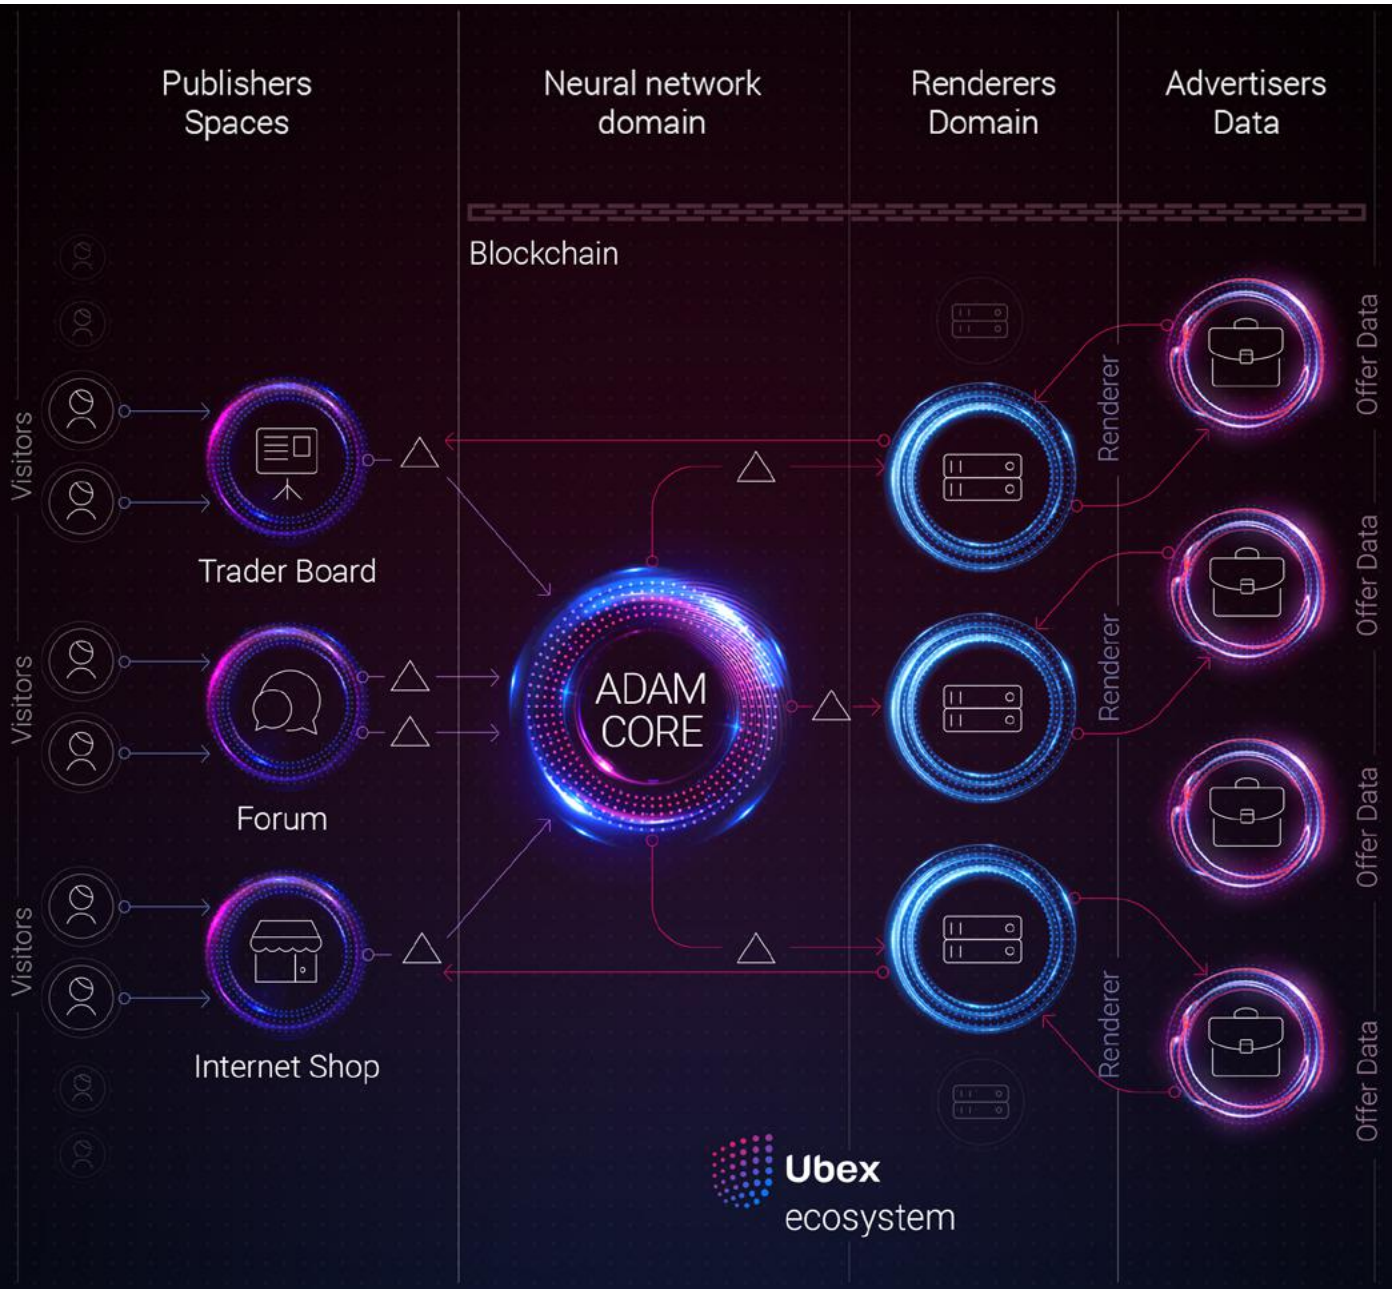 Publishers
Spaces
Neural network
domain
Renderers
Domain
Advertisers
Data
Blockchain
Visitors
Trader Board
Visitors
Forum
Visitors
Internet Shop
ADAM
CORE
Renderer
Renderer
Renderer
Offer Data
Offer Data
Offer Data
Offer Data
Ubex
ecosystem